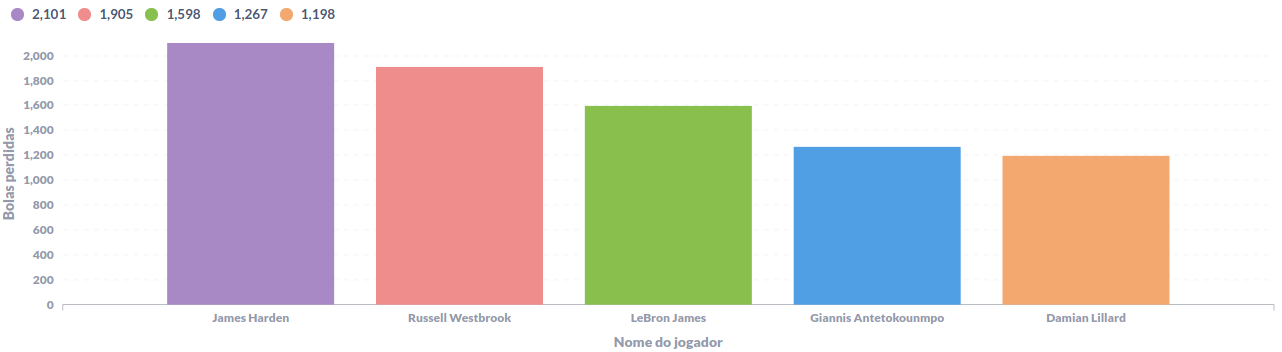 2,101 1,905 1,598 1,267 1,198
Bolas perdidas
2,000
1,800
1,600
1,400
1,200
1,000
800
600
400
200
0
James Harden Russell Westbrook LeBron James Giannis Antetokounmpo Damian Lillard
Nome do jogador